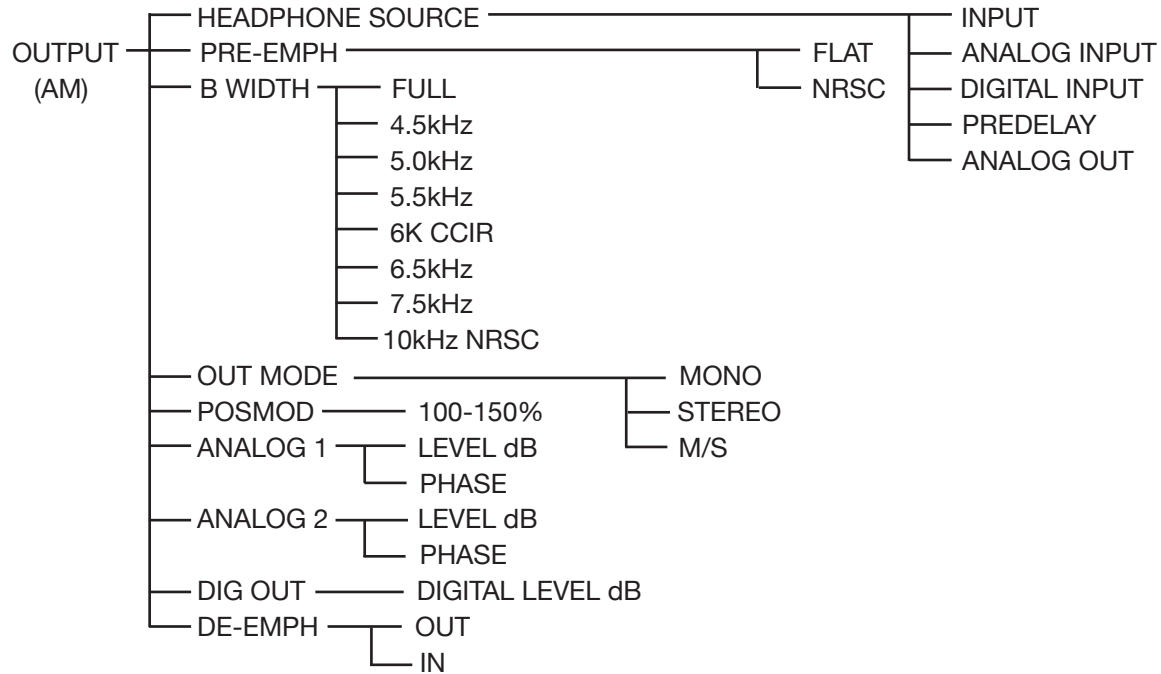 HEADPHONE SOURCE INPUT
OUTPUT PRE-EMPH FLAT ANALOG INPUT
(AM) B WIDTH FULL NRSC DIGITAL INPUT
4.5kHz PREDELAY
5.0kHz ANALOG OUT
5.5kHz
6K CCIR
6.5kHz
7.5kHz
10kHz NRSC
OUT MODE MONO
POSMOD 100-150% STEREO
ANALOG 1 LEVEL dB M/S
PHASE
ANALOG 2 LEVEL dB
PHASE
DIG OUT DIGITAL LEVEL dB
DE-EMPH OUT
IN